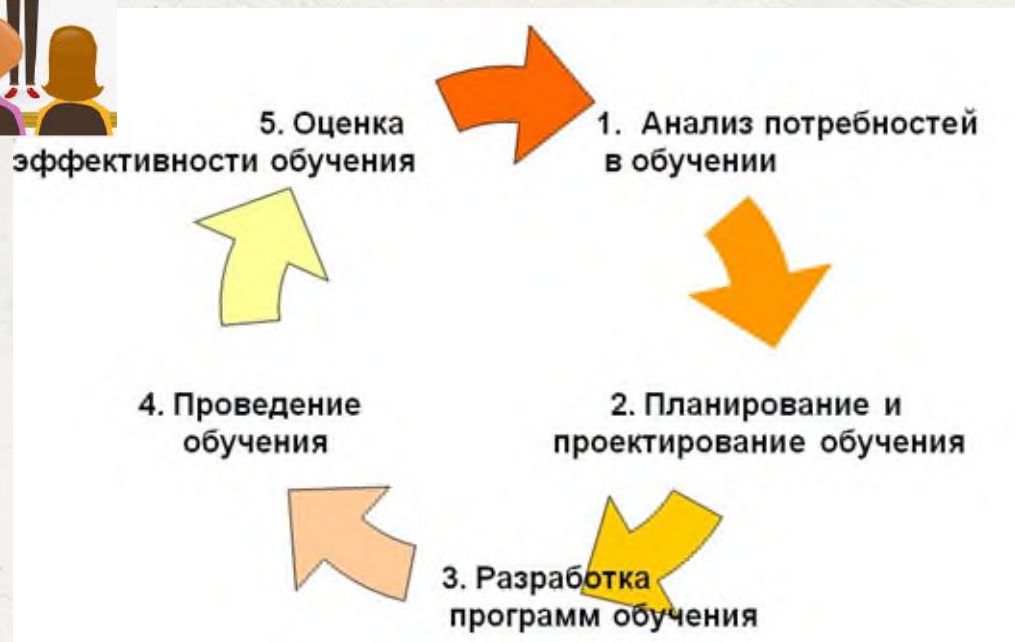 1. Анализ потребностей
в обучении
2. Планирование и
проектирование обучения
3. Разработка
программ обучения
4. Проведение
обучения
5. Оценка
эффективности обучения